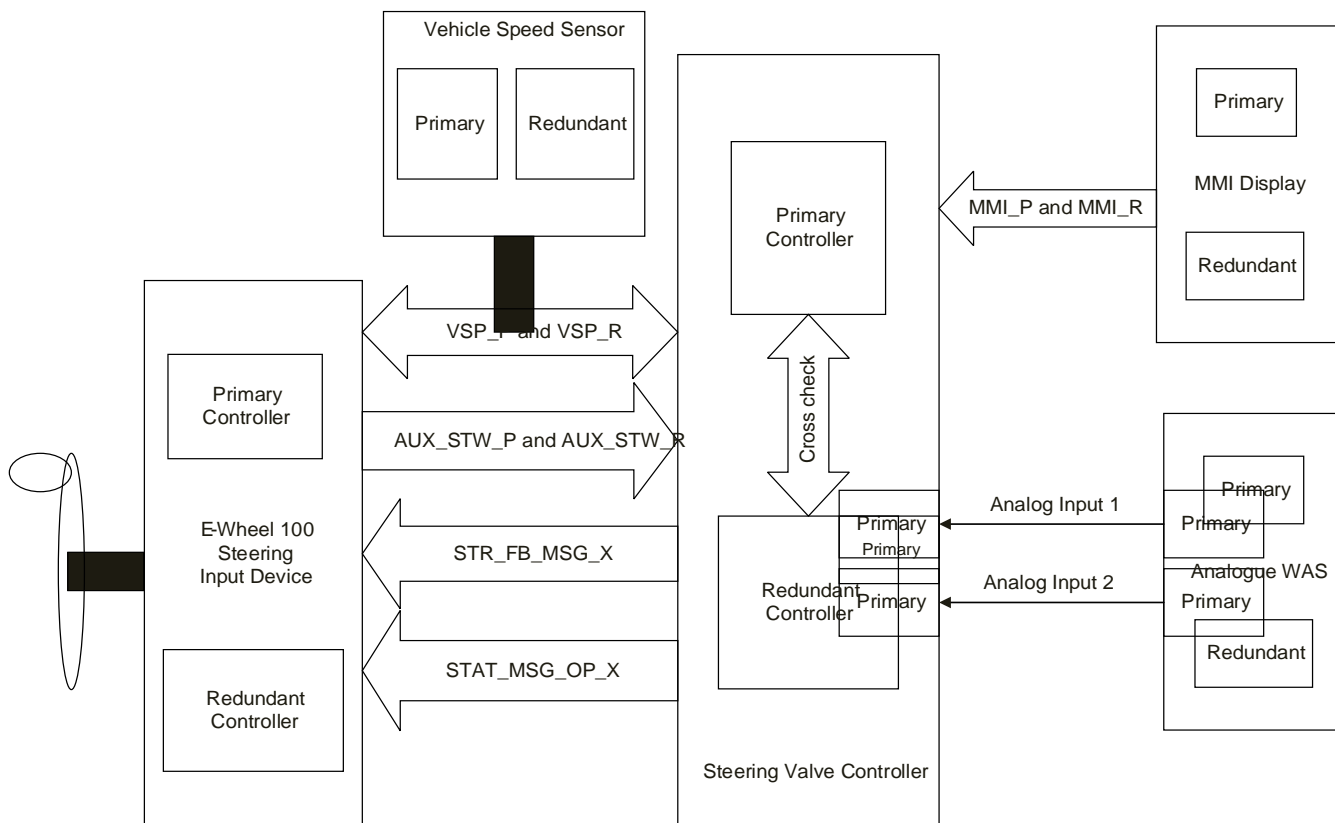 Vehicle Speed Sensor
Primary
Redundant
Primary
Controller
MMI_P and MMI_R
Primary
MMI Display
Redundant
VSP_P and VSP_R
Primary
Controller
AUX_STW_P and AUX_STW_R
Cross check
E-Wheel 100
Steering
Input Device
STR_FB_MSG_X
STAT_MSG_OP_X
Redundant
Controller
Primary
Primary
Redundant
Controller
Primary
Steering Valve Controller
Analog Input 1
Analog Input 2
Primary
Primary
Analogue WAS
Primary
Redundant